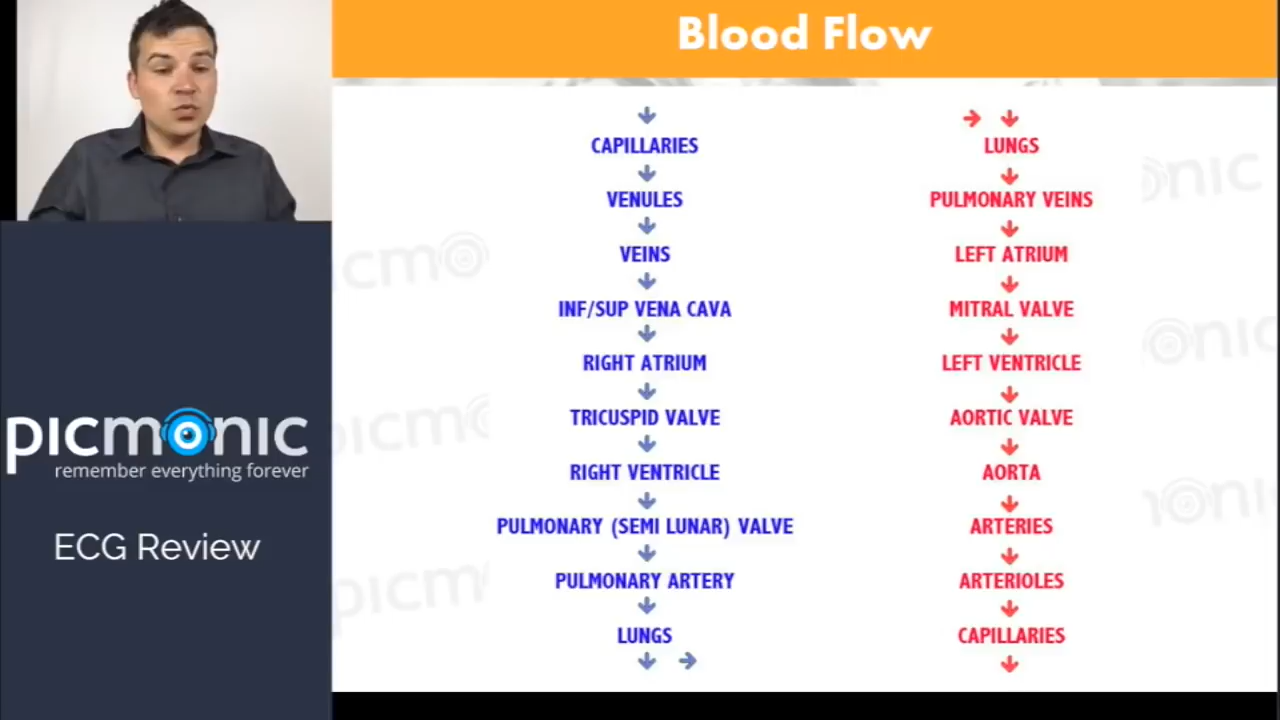 Blood Flow
CAPILLARIES
VENULES
VEINS
INF/SUP VENA CAVA
RIGHT ATRIUM
TRICUSPID VALVE
RIGHT VENTRICLE
PULMONARY (SEMI LUNAR) VALVE
PULMONARY ARTERY
LUNGS
LUNGS
PULMONARY VEINS
LEFT ATRIUM
MITRAL VALVE
LEFT VENTRICLE
AORTIC VALVE
AORTA
ARTERIES
ARTERIOLES
CAPILLARIES
picmonic
remember everything forever
ECG Review